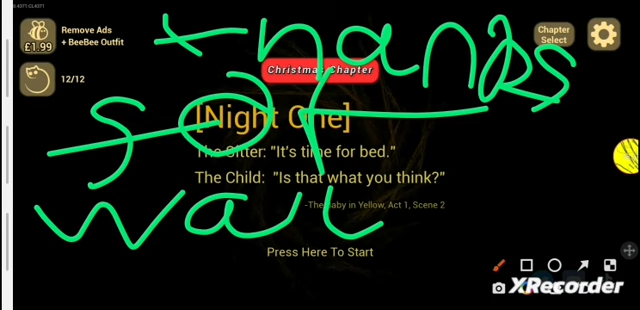 Remove Ads
+ BeeBee Outfit
£1.99
12/12
Chapter
Select
Christmas Chapter
[Night One]
The Sitter: "It's time for bed."
The Child: "Is that what you think?"
-The Baby in Yellow, Act 1, Scene 2
Press Here To Start
thanks
for
wat
XRecorder